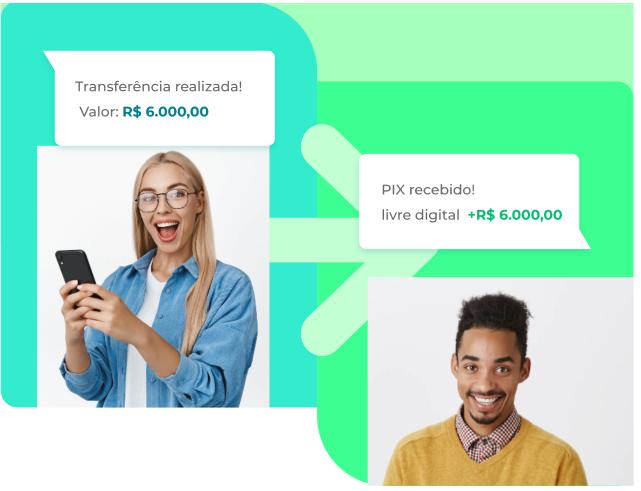 Transferência realizada!
Valor: R$ 6.000,00
PIX recebido!
livre digital +R$ 6.000,00